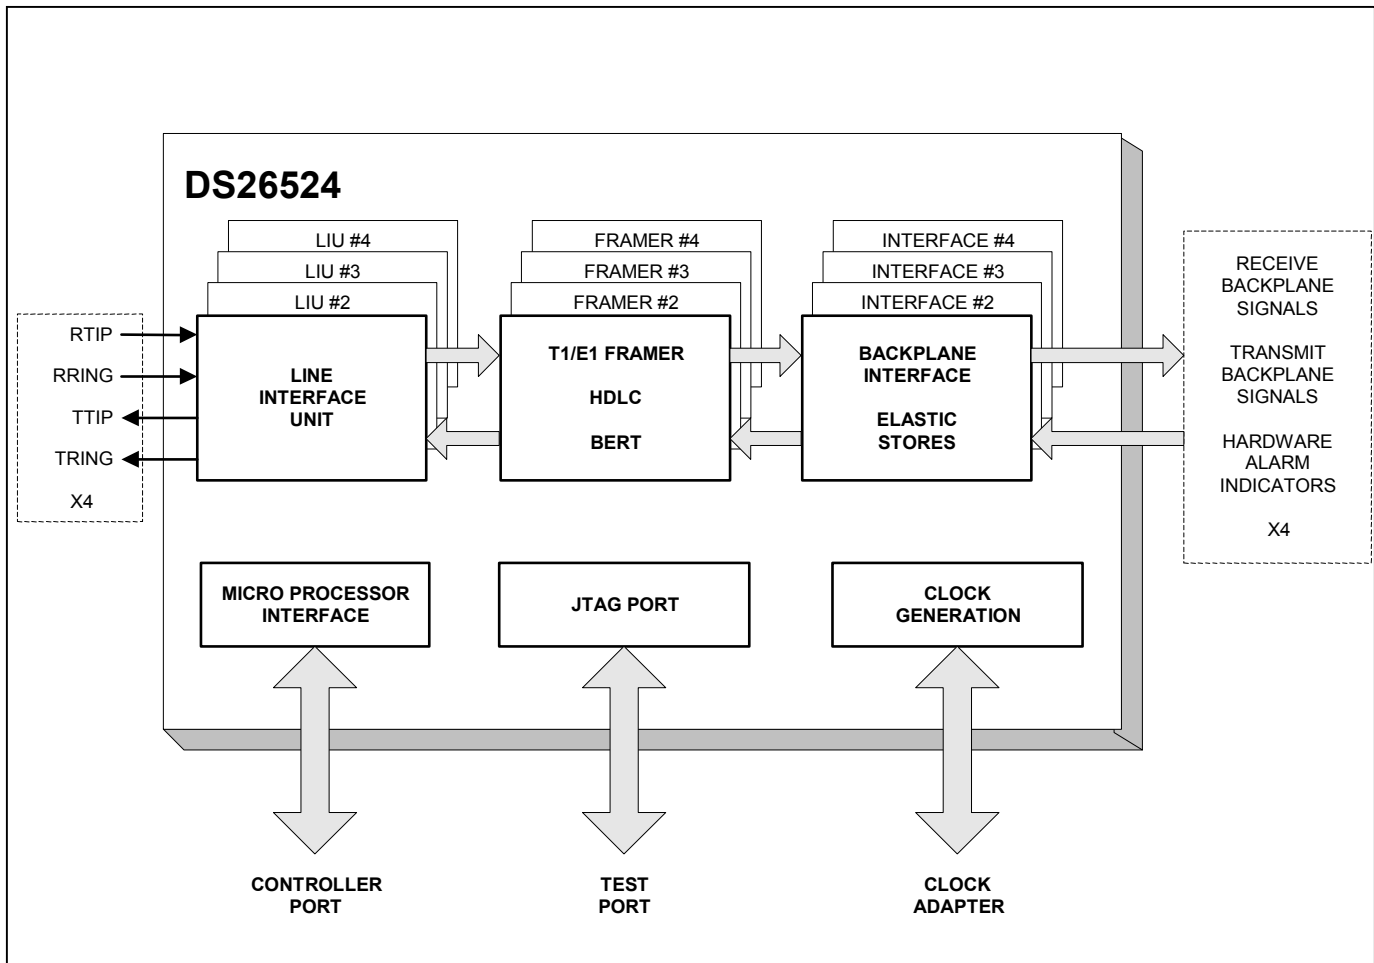 DS26524
LIU #4
LIU #3
LIU #2
LINE
INTERFACE
UNIT
FRAMER #4
FRAMER #3
FRAMER #2
T1/E1 FRAMER
HDLC
BERT
INTERFACE #4
INTERFACE #3
INTERFACE #2
BACKPLANE
INTERFACE
ELASTIC
STORES
RTIP
RRING
TTIP
TRING
X4
RECEIVE
BACKPLANE
SIGNALS
TRANSMIT
BACKPLANE
SIGNALS
HARDWARE
ALARM
INDICATORS
X4
MICRO PROCESSOR
INTERFACE
JTAG PORT
CLOCK
GENERATION
CONTROLLER
PORT
TEST
PORT
CLOCK
ADAPTER